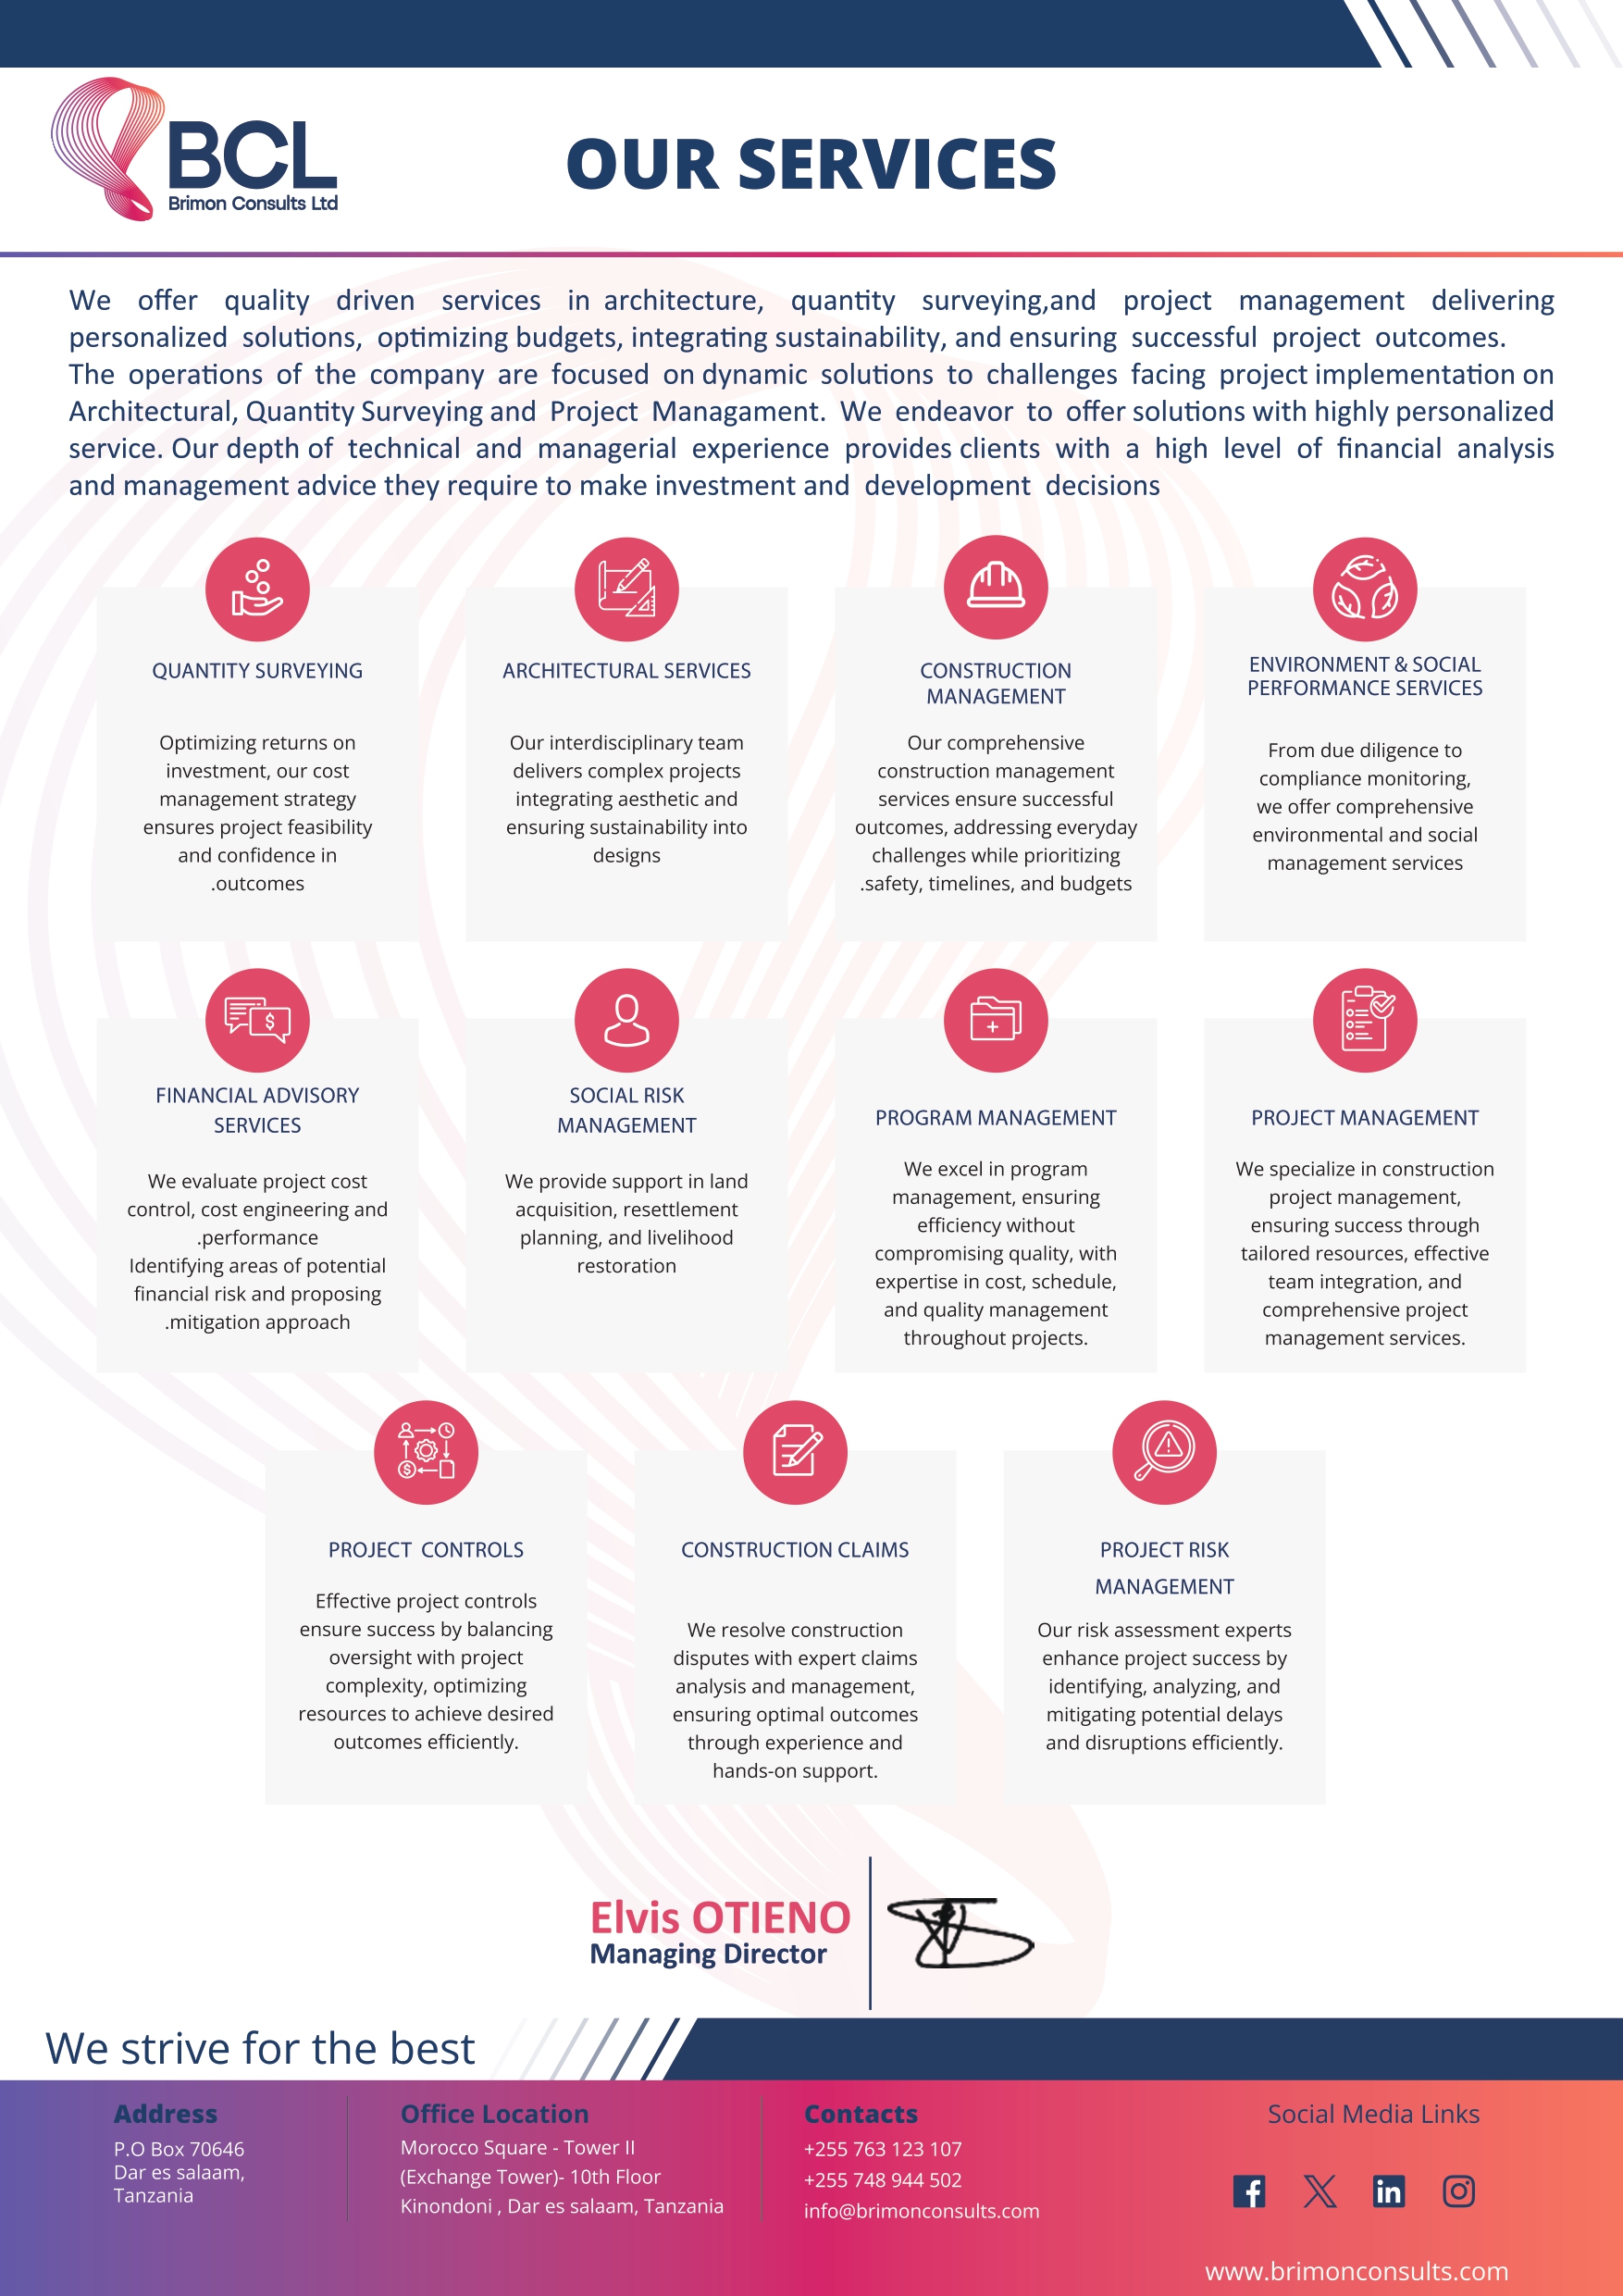 BCL
Brimon Consults Ltd
OUR SERVICES
We offer quality driven services in architecture, quantity surveying,and project management delivering
personalized solutions, optimizing budgets, integrating sustainability, and ensuring successful project outcomes.
The operations of the company are focused on dynamic solutions to challenges facing project implementation on
Architectural, Quantity Surveying and Project Managament. We endeavor to offer solutions with highly personalized
service. Our depth of technical and managerial experience provides clients with a high level of financial analysis
and management advice they require to make investment and development decisions
QUANTITY SURVEYING
Optimizing returns on
investment, our cost
management strategy
ensures project feasibility
and confidence in
.outcomes
ARCHITECTURAL SERVICES
Our interdisciplinary team
delivers complex projects
integrating aesthetic and
ensuring sustainability into
designs
CONSTRUCTION
MANAGEMENT
Our comprehensive
construction management
services ensure successful
outcomes, addressing everyday
challenges while prioritizing
.safety, timelines, and budgets
ENVIRONMENT & SOCIAL
PERFORMANCE SERVICES
From due diligence to
compliance monitoring,
we offer comprehensive
environmental and social
management services
$
FINANCIAL ADVISORY
SERVICES
We evaluate project cost
control, cost engineering and
.performance
Identifying areas of potential
financial risk and proposing
.mitigation approach
SOCIAL RISK
MANAGEMENT
We provide support in land
acquisition, resettlement
planning, and livelihood
restoration
PROGRAM MANAGEMENT
We excel in program
management, ensuring
efficiency without
compromising quality, with
expertise in cost, schedule,
and quality management
throughout projects.
PROJECT MANAGEMENT
We specialize in construction
project management,
ensuring success through
tailored resources, effective
team integration, and
comprehensive project
management services.
$
PROJECT CONTROLS
Effective project controls
ensure success by balancing
oversight with project
complexity, optimizing
resources to achieve desired
outcomes efficiently.
CONSTRUCTION CLAIMS
We resolve construction
disputes with expert claims
analysis and management,
ensuring optimal outcomes
through experience and
hands-on support.
PROJECT RISK
MANAGEMENT
Our risk assessment experts
enhance project success by
identifying, analyzing, and
mitigating potential delays
and disruptions efficiently.
Elvis OTIENO
Managing Director
We strive for the best
Address
P.O Box 70646
Dar es salaam,
Tanzania
Office Location
Morocco Square - Tower II
(Exchange Tower)- 10th Floor
Kinondoni , Dar es salaam, Tanzania
Contacts
+255 763 123 107
+255 748 944 502
info@brimonconsults.com
Social Media Links
www.brimonconsults.com